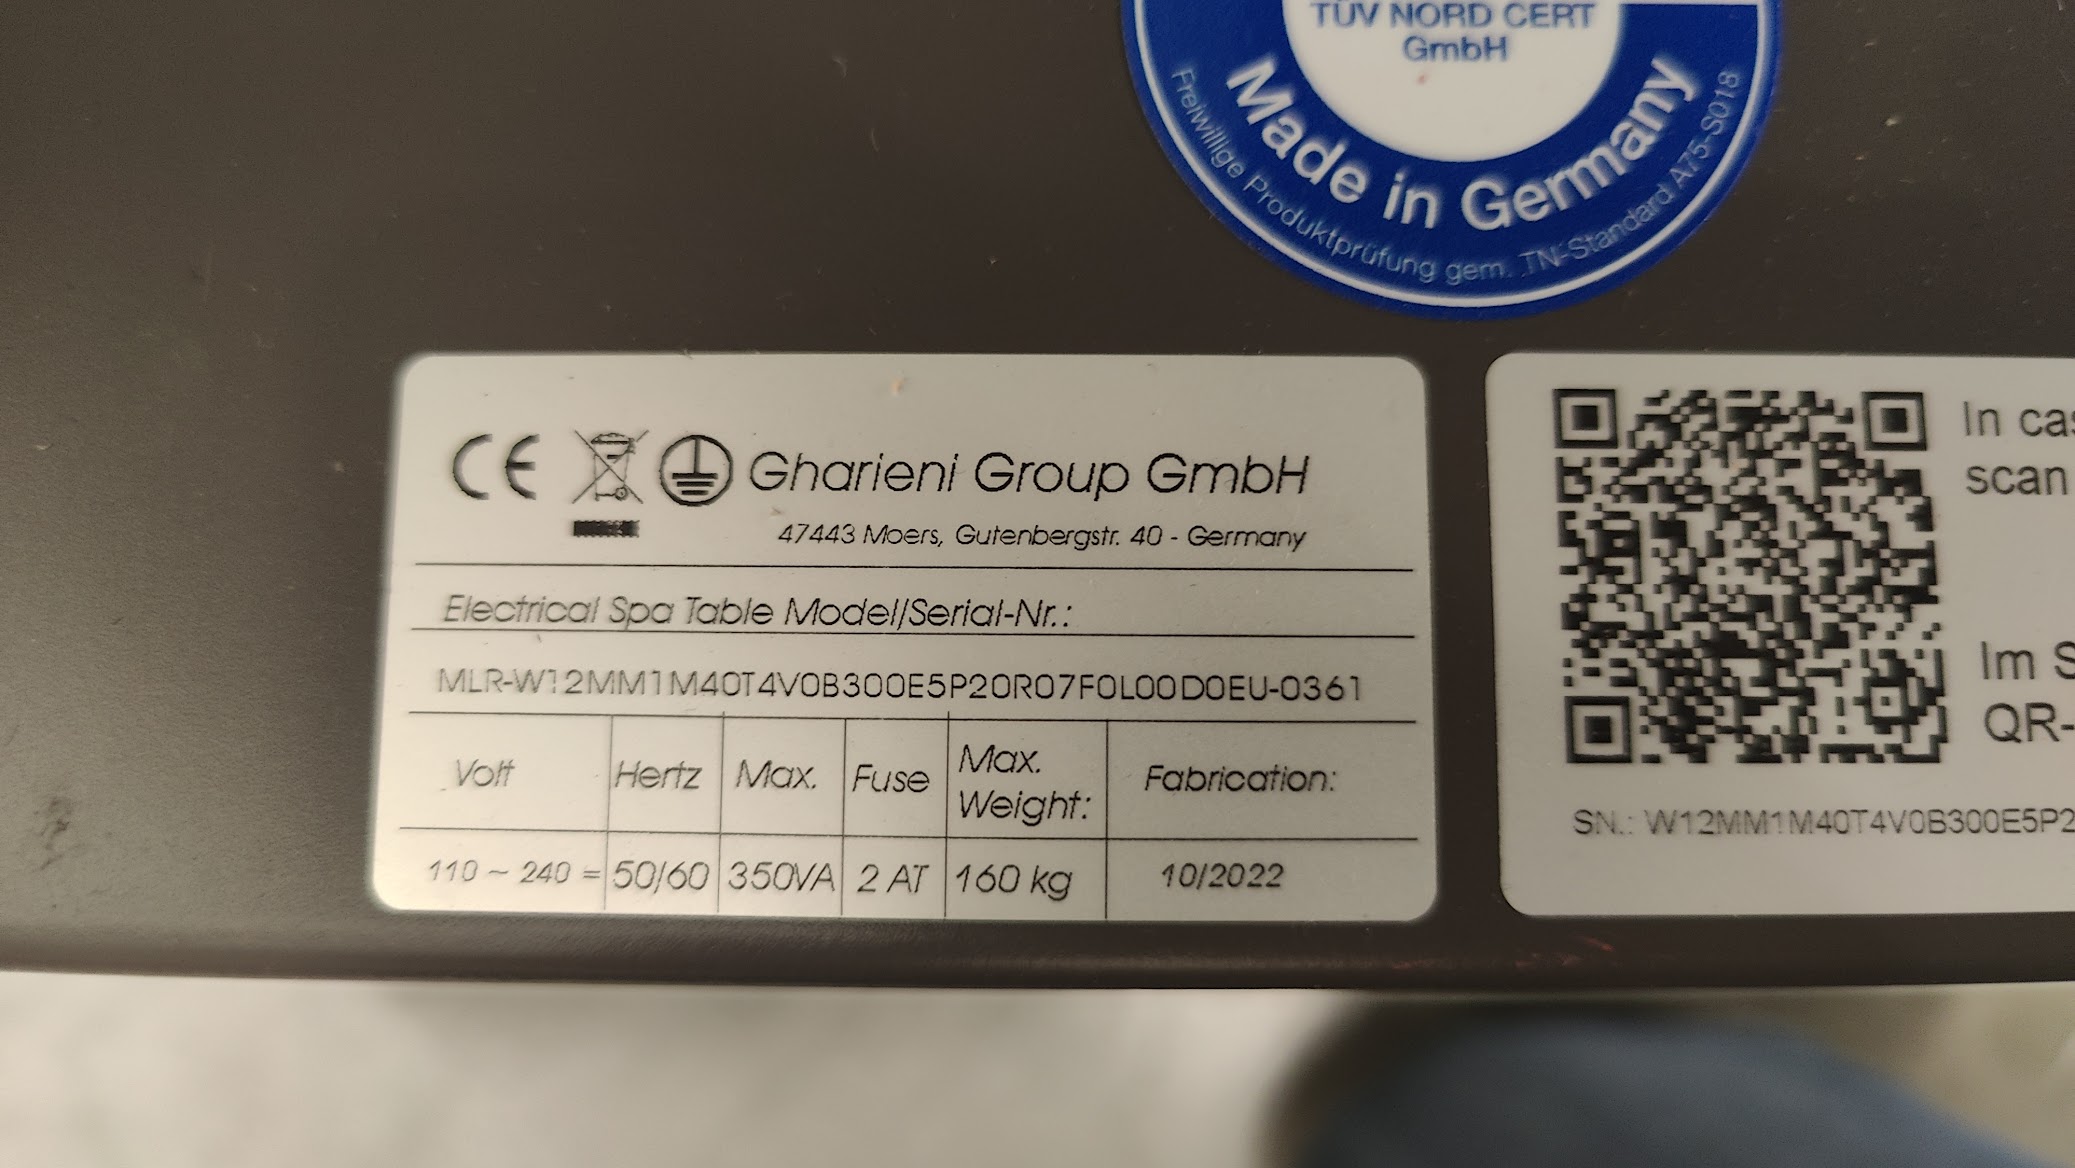 TÜV NORD CERT
GmbH
Made in Germany
Freiwillige Produktprüfung gem. TN-Standard A75-S018
CE Gharieni Group GmbH
47443 Moers, Gutenbergstr. 40 - Germany
Electrical Spa Table Model/Serial-Nr.:
MLR-W12MM1M40T4V0B300E5P20R07F0L00D0EU-0361
Volt Hertz Max. Fuse Max. Weight: Fabrication:
110 ~ 240 = 50/60 350VA 2 AT 160 kg 10/2022
In cas
scan
Im S
QR-
SN.: W12MM1M40T4V0B300E5P2